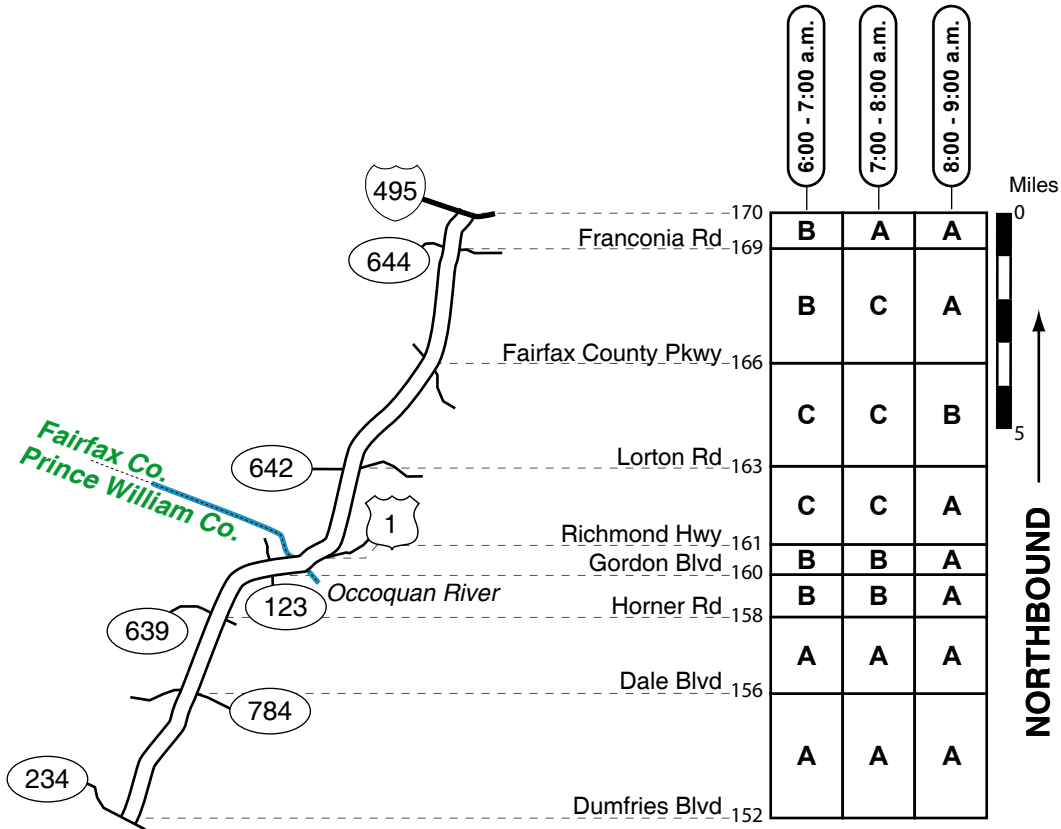 6:00 - 7:00 a.m.
7:00 - 8:00 a.m.
8:00 - 9:00 a.m.
Miles
495
170
B A A
0
Franconia Rd 169
644
B C A
Fairfax County Pkwy 166
C C B
5
Fairfax Co.
Prince William Co.
642
Lorton Rd 163
C C A
1
Richmond Hwy 161
B B A
Gordon Blvd 160
Occoquan River
123
B B A
Horner Rd 158
639
A A A
Dale Blvd 156
784
A A A
234
Dumfries Blvd 152
NORTHBOUND